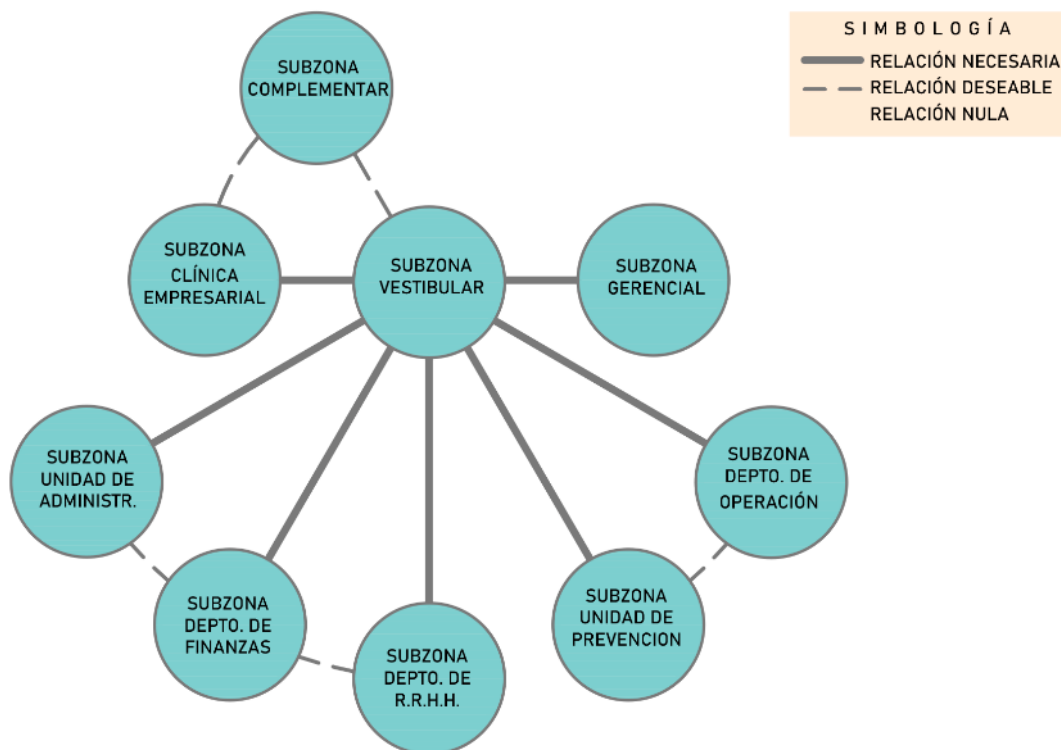 SIMBOLOGÍA
RELACIÓN NECESARIA
RELACIÓN DESEABLE
RELACIÓN NULA
SUBZONA
COMPLEMENTAR
SUBZONA
CLÍNICA
EMPRESARIAL
SUBZONA
VESTIBULAR
SUBZONA
GERENCIAL
SUBZONA
UNIDAD DE
ADMINISTR.
SUBZONA
DEPTO. DE
FINANZAS
SUBZONA
DEPTO. DE
R.R.H.H.
SUBZONA
UNIDAD DE
PREVENCION
SUBZONA
DEPTO. DE
OPERACIÓN